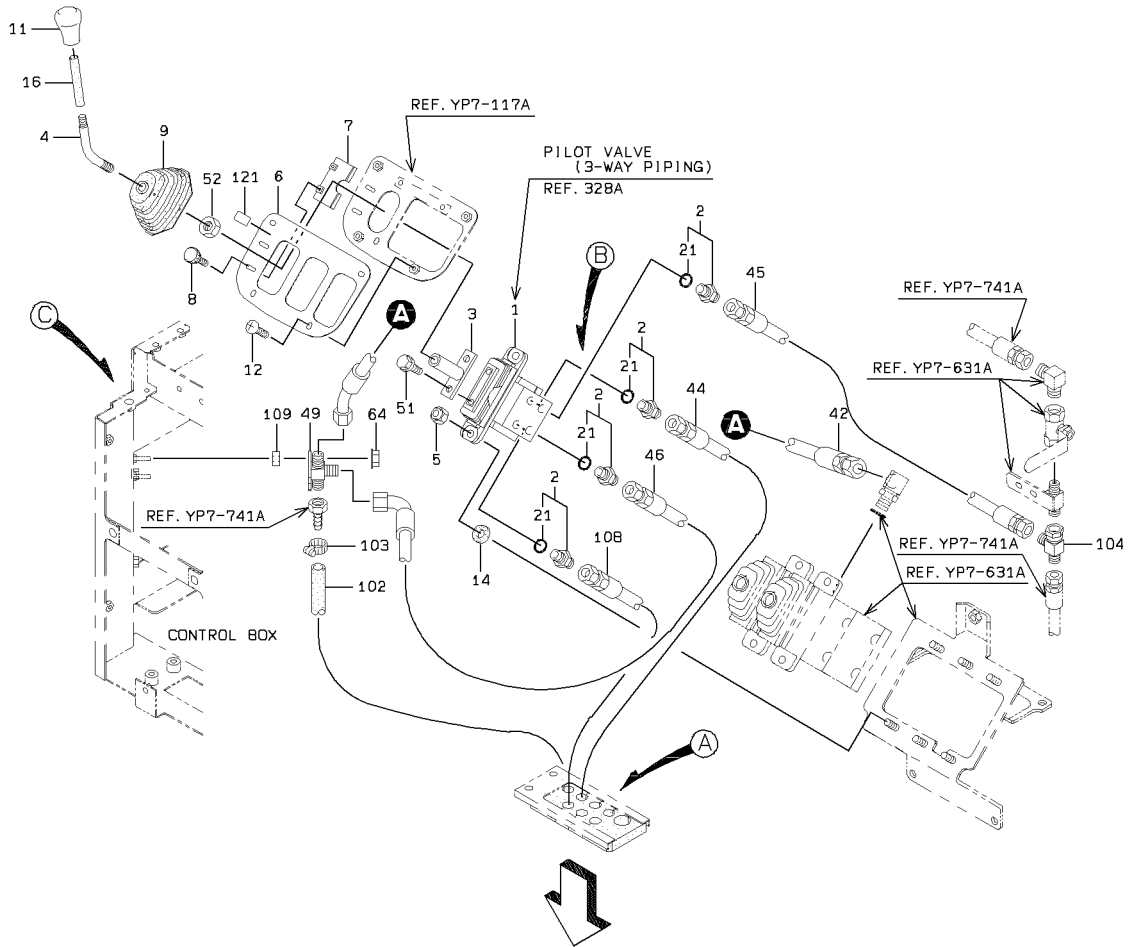 11
16
4
9
52
121
6
7
REF. YP7-117A
PILOT VALVE
(3-WAY PIPING)
REF. 328A
8
12
A
C
3
1
51
5
B
2
21
45
2
21
44
2
21
46
2
21
108
A
42
REF. YP7-741A
REF. YP7-631A
109
49
64
REF. YP7-741A
103
102
14
CONTROL BOX
REF. YP7-741A
REF. YP7-631A
104
A